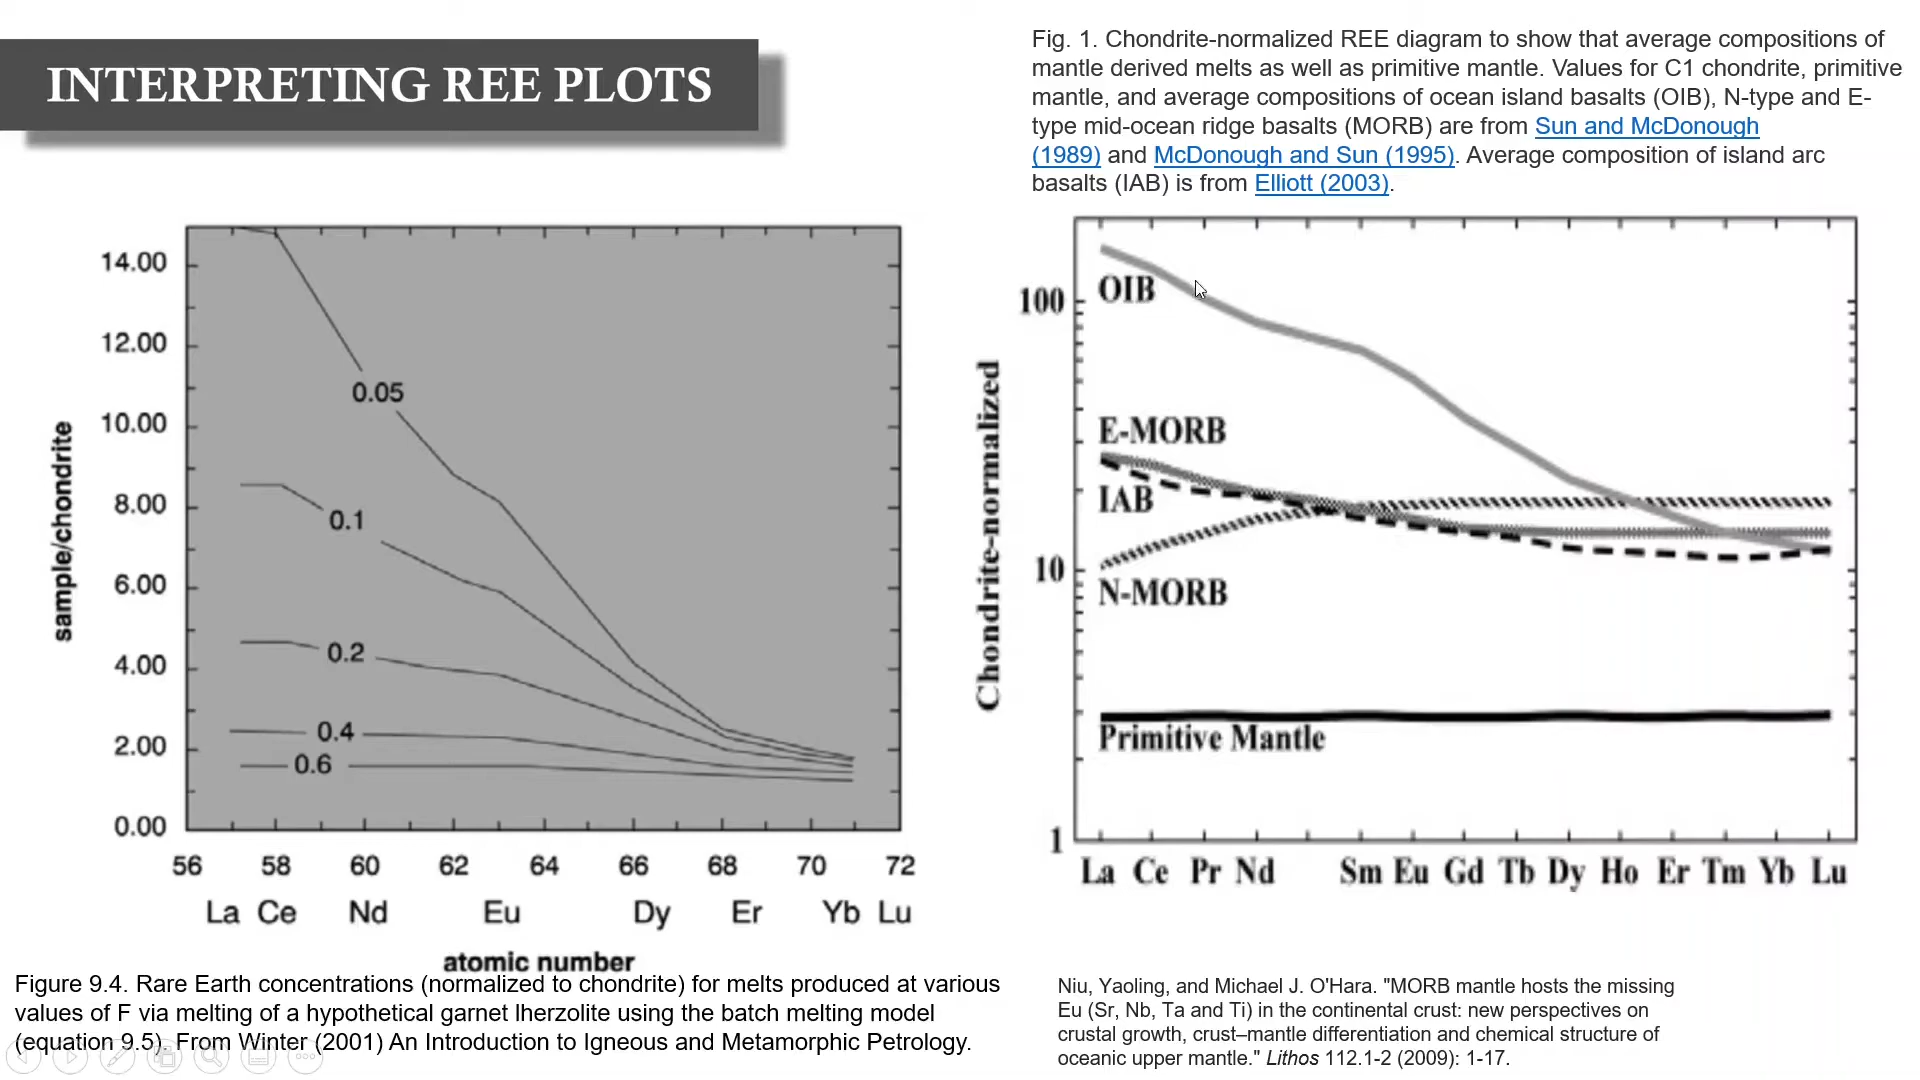 INTERPRETING REE PLOTS
Fig. 1. Chondrite-normalized REE diagram to show that average compositions of
mantle derived melts as well as primitive mantle. Values for C1 chondrite, primitive
mantle, and average compositions of ocean island basalts (OIB), N-type and E-
type mid-ocean ridge basalts (MORB) are from Sun and McDonough
(1989) and McDonough and Sun (1995). Average composition of island arc
basalts (IAB) is from Elliott (2003).
sample/chondrite
14.00
12.00
10.00
8.00
6.00
4.00
2.00
0.00
0.05
0.1
0.2
0.4
0.6
56 58 60 62 64 66 68 70 72
La Ce Nd Eu Dy Er Yb Lu
atomic number
Figure 9.4. Rare Earth concentrations (normalized to chondrite) for melts produced at various
values of F via melting of a hypothetical garnet lherzolite using the batch melting model
(equation 9.5). From Winter (2001) An Introduction to Igneous and Metamorphic Petrology.
Chondrite-normalized
100
10
1
OIB
E-MORB
IAB
N-MORB
Primitive Mantle
La Ce Pr Nd Sm Eu Gd Tb Dy Ho Er Tm Yb Lu
Niu, Yaoling, and Michael J. O'Hara. "MORB mantle hosts the missing
Eu (Sr, Nb, Ta and Ti) in the continental crust: new perspectives on
crustal growth, crust–mantle differentiation and chemical structure of
oceanic upper mantle." Lithos 112.1-2 (2009): 1-17.